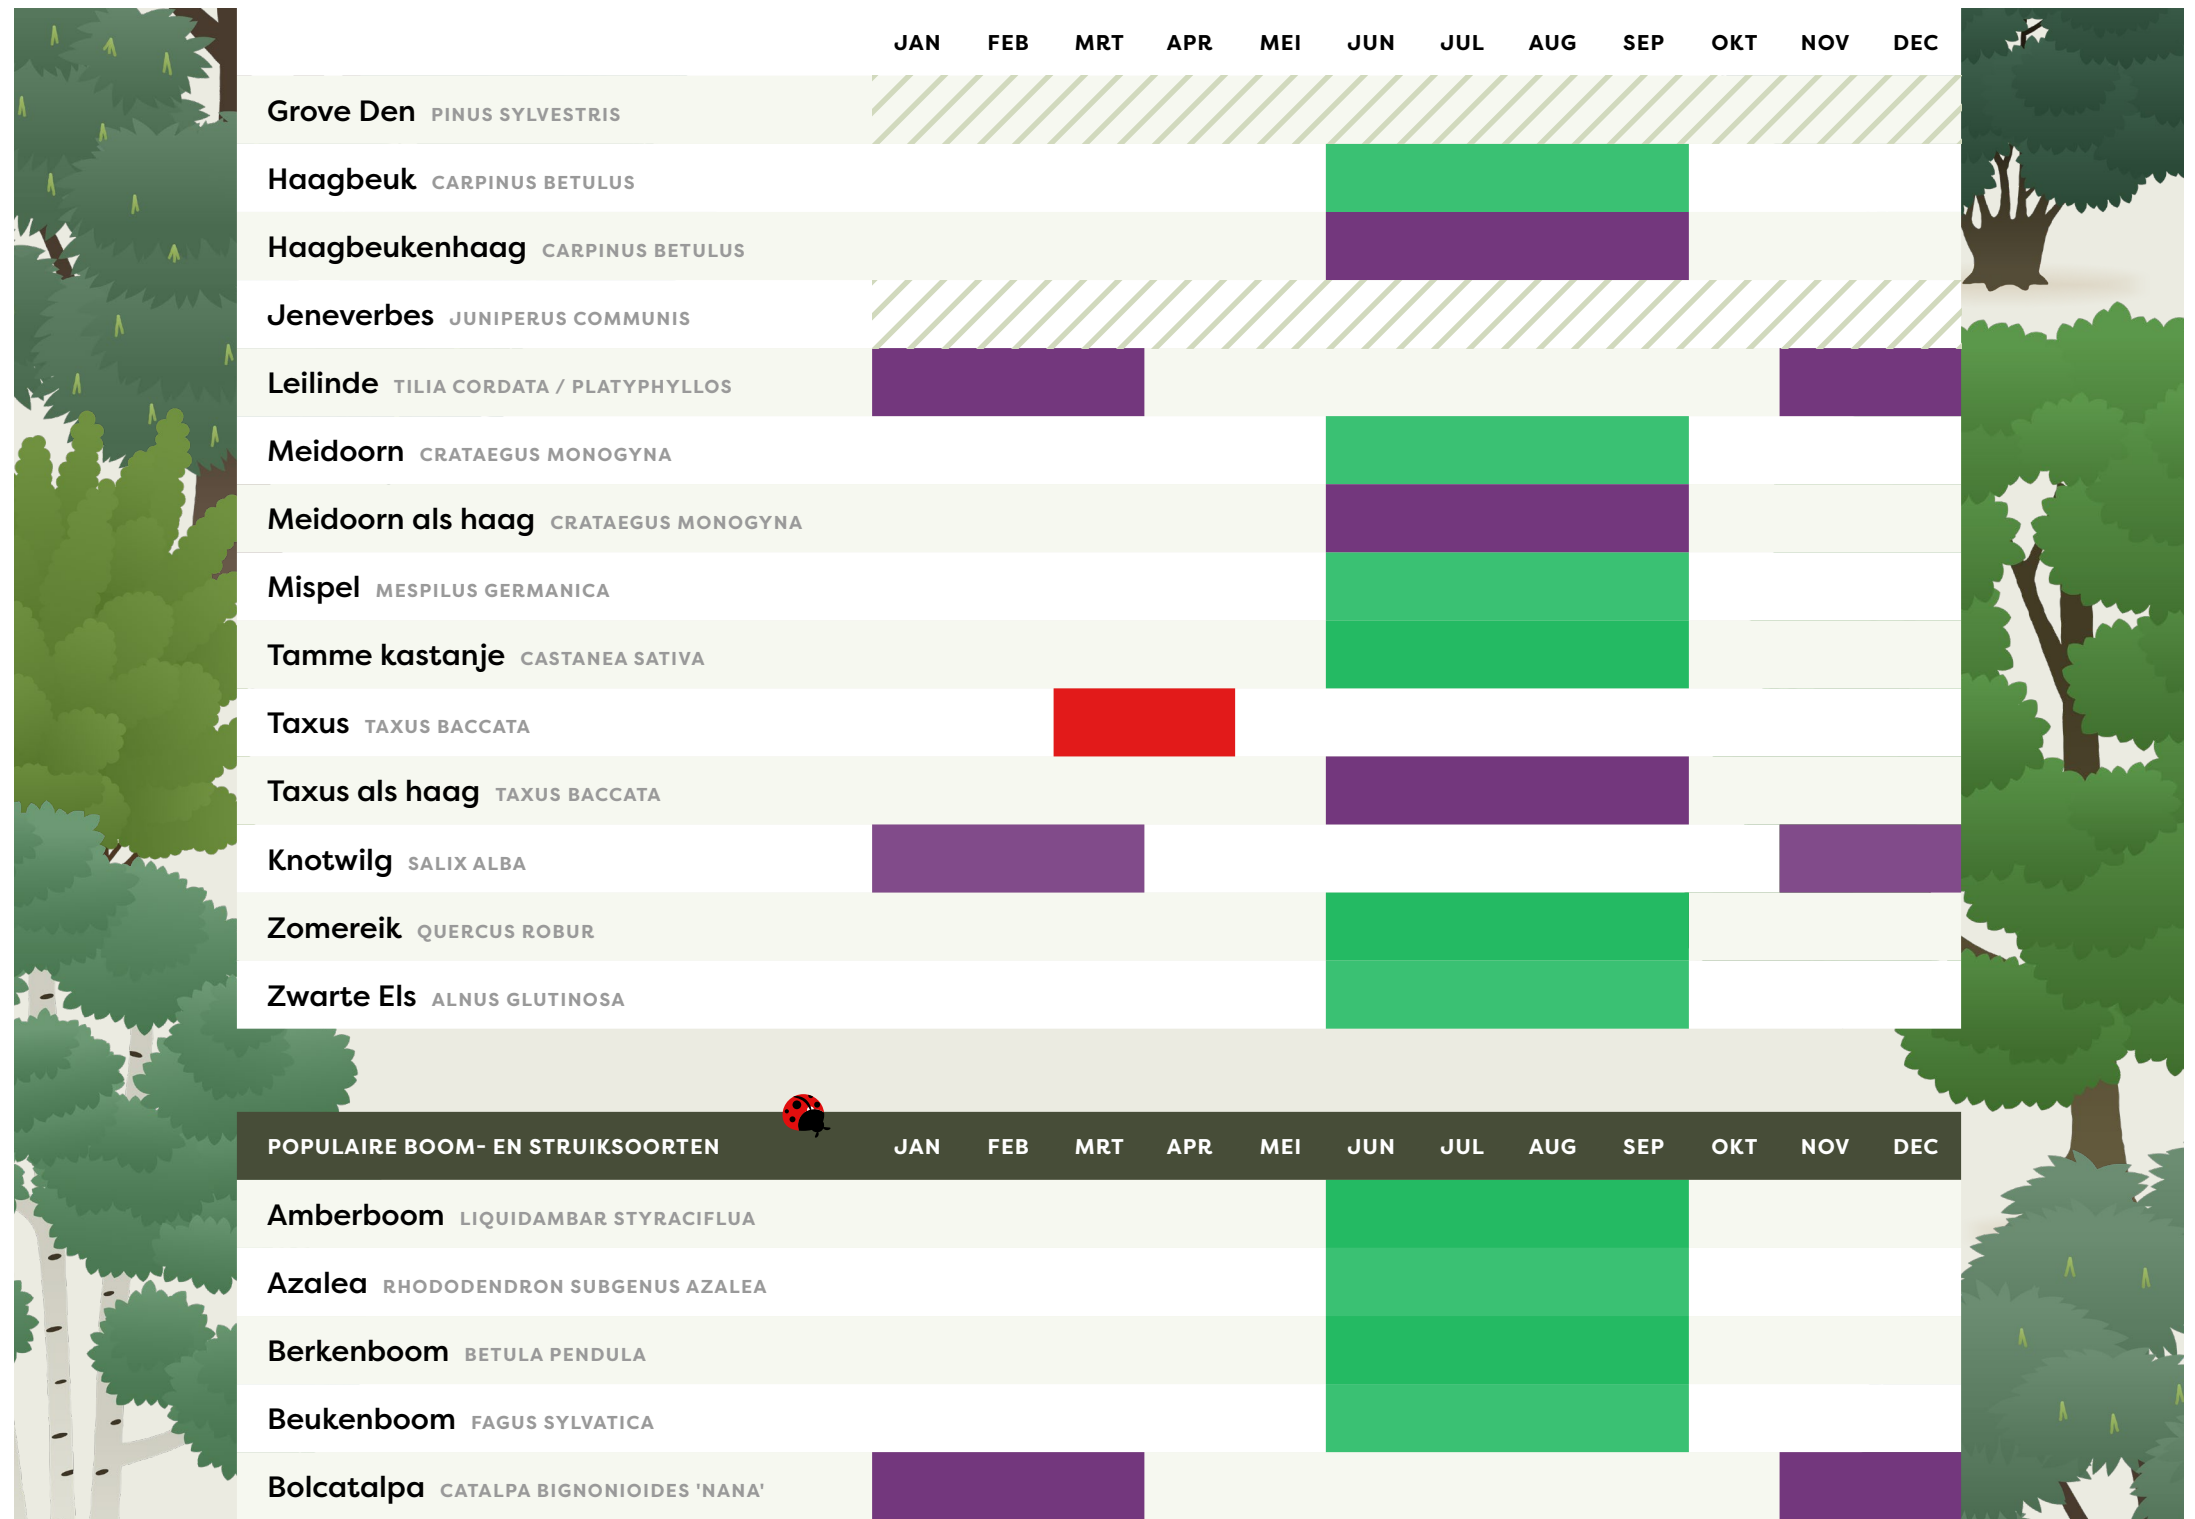 JAN FEB MRT APR MEI JUN JUL AUG SEP OKT NOV DEC
Grove Den PINUS SYLVESTRIS
Haagbeuk CARPINUS BETULUS
Haagbeukenhaag CARPINUS BETULUS
Jeneverbes JUNIPERUS COMMUNIS
Leilinde TILIA CORDATA / PLATYPHYLLOS
Meidoorn CRATAEGUS MONOGYNA
Meidoorn als haag CRATAEGUS MONOGYNA
Mispel MESPILUS GERMANICA
Tamme kastanje CASTANEA SATIVA
Taxus TAXUS BACCATA
Taxus als haag TAXUS BACCATA
Knotwilg SALIX ALBA
Zomereik QUERCUS ROBUR
Zwarte Els ALNUS GLUTINOSA
POPULAIRE BOOM- EN STRUIKSOORTEN JAN FEB MRT APR MEI JUN JUL AUG SEP OKT NOV DEC
Amberboom LIQUIDAMBAR STYRACIFLUA
Azalea RHODODENDRON SUBGENUS AZALEA
Berkenboom BETULA PENDULA
Beukenboom FAGUS SYLVATICA
Bolcatalpa CATALPA BIGNONIOIDES 'NANA'